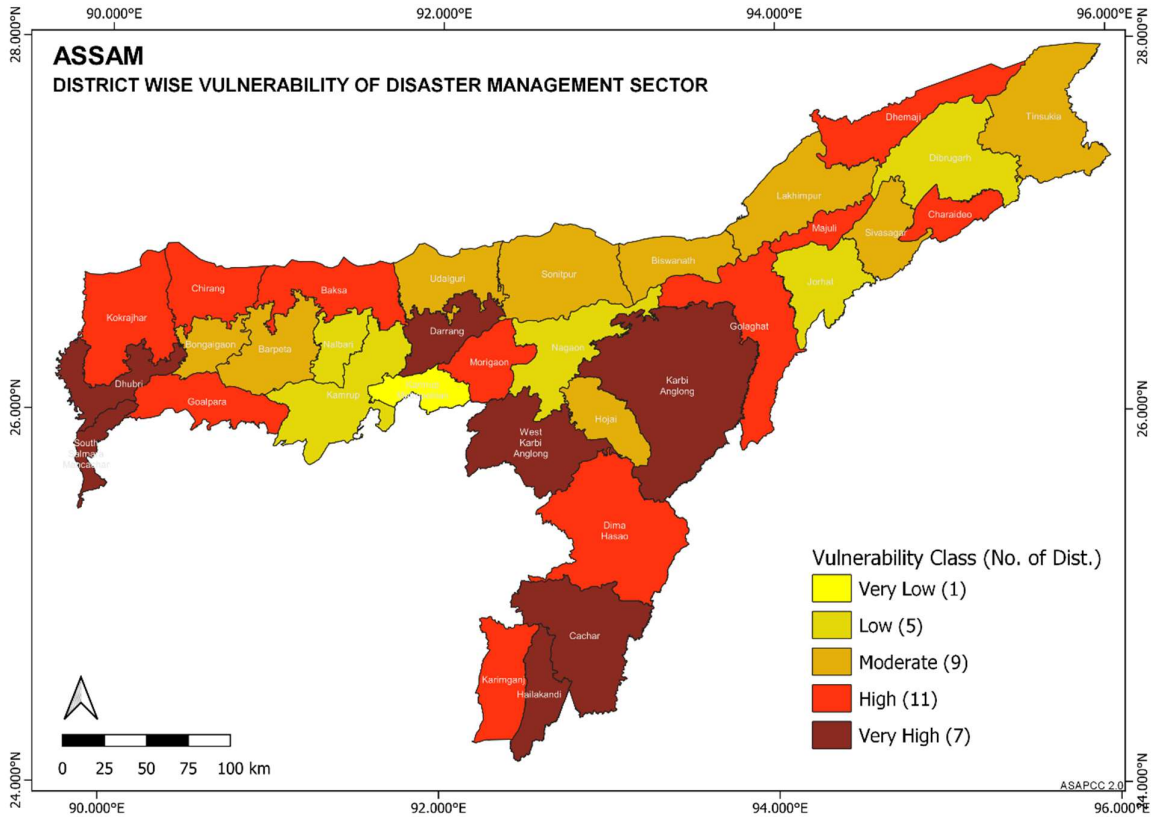 90.000°E 92.000°E 94.000°E 96.000°E
28.000°N
28.000°N
ASSAM
DISTRICT WISE VULNERABILITY OF DISASTER MANAGEMENT SECTOR
Tinsukia
Dhemaji
Dibrugarh
Lakhimpur
Charaideo
Majuli
Sivasagar
Biswanath
Sonitpur
Udalguri
Jorhat
Chirang
Baksa
Kokrajhar
Golaghat
Darrang
Bongaigaon
Barpeta
Nalbari
Nagaon
Morigaon
Dhubri
Karbi
Anglong
Kamrup
Goalpara
26.000°N
26.000°N
Hojai
West
Karbi
Anglong
South
Salmara
Mancachar
Dima
Hasao
Cachar
Karimganj
Hailakandi
Vulnerability Class (No. of Dist.)
Very Low (1)
Low (5)
Moderate (9)
High (11)
Very High (7)
0 25 50 75 100 km
ASAPCC 2.0
24.000°N
24.000°N
90.000°E 92.000°E 94.000°E 96.000°E